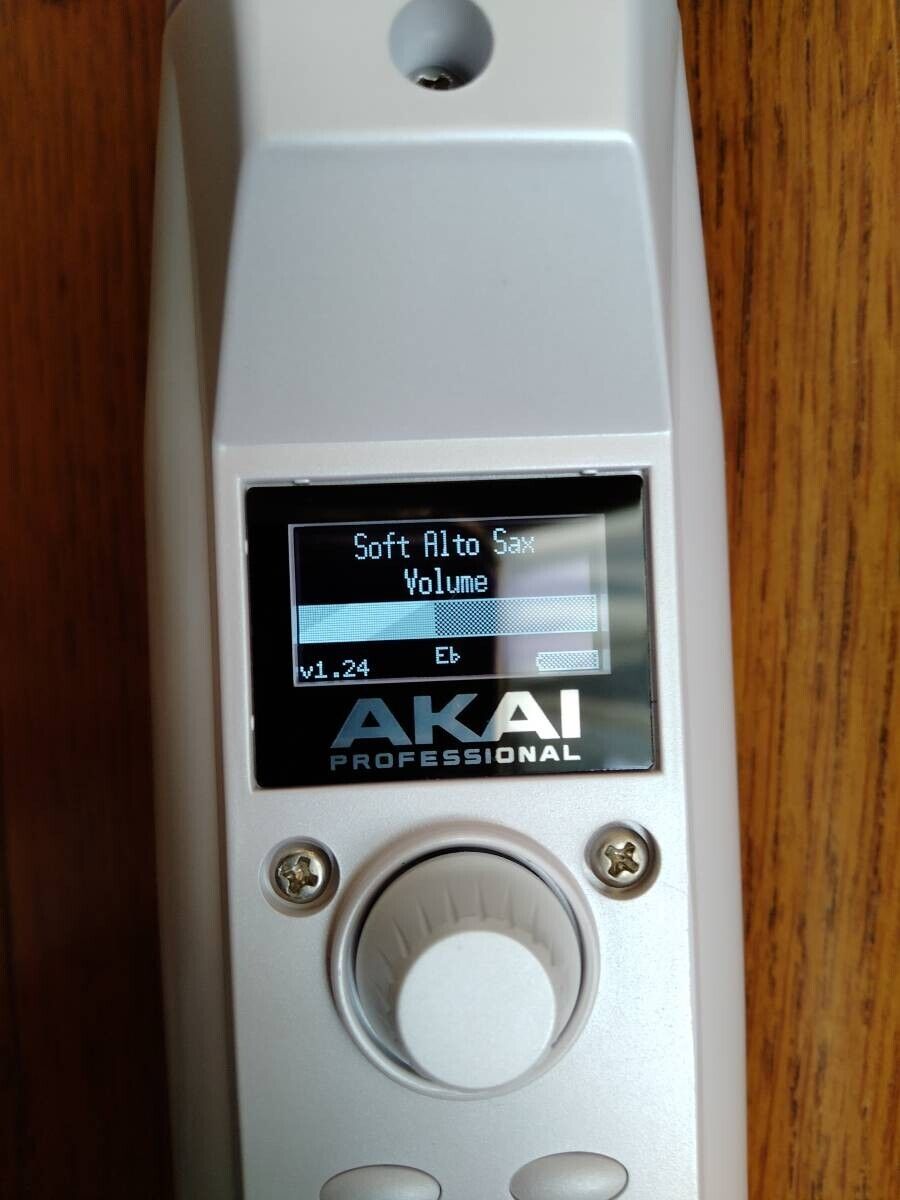 Soft Alto Sax
Volume
v1.24 E♭
AKAI
PROFESSIONAL